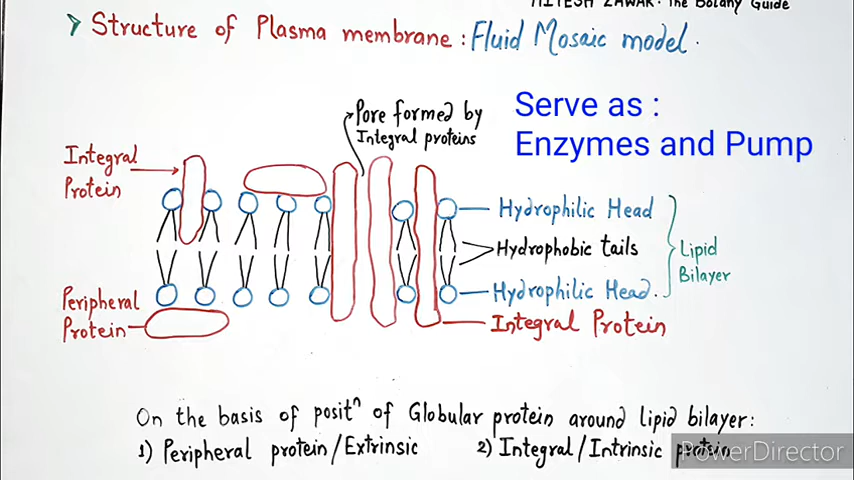 HITESH ZAWAR: The Botany Guide
Structure of Plasma membrane : Fluid Mosaic model.
Pore formed by
Integral proteins
Serve as :
Enzymes and Pump
Integral
Protein
Hydrophilic Head
Hydrophobic tails
Lipid
Bilayer
Hydrophilic Head.
Peripheral
Protein
Integral Protein
On the basis of positⁿ of Globular protein around lipid bilayer:
1) Peripheral protein/Extrinsic 2) Integral/Intrinsic protein
PowerDirector